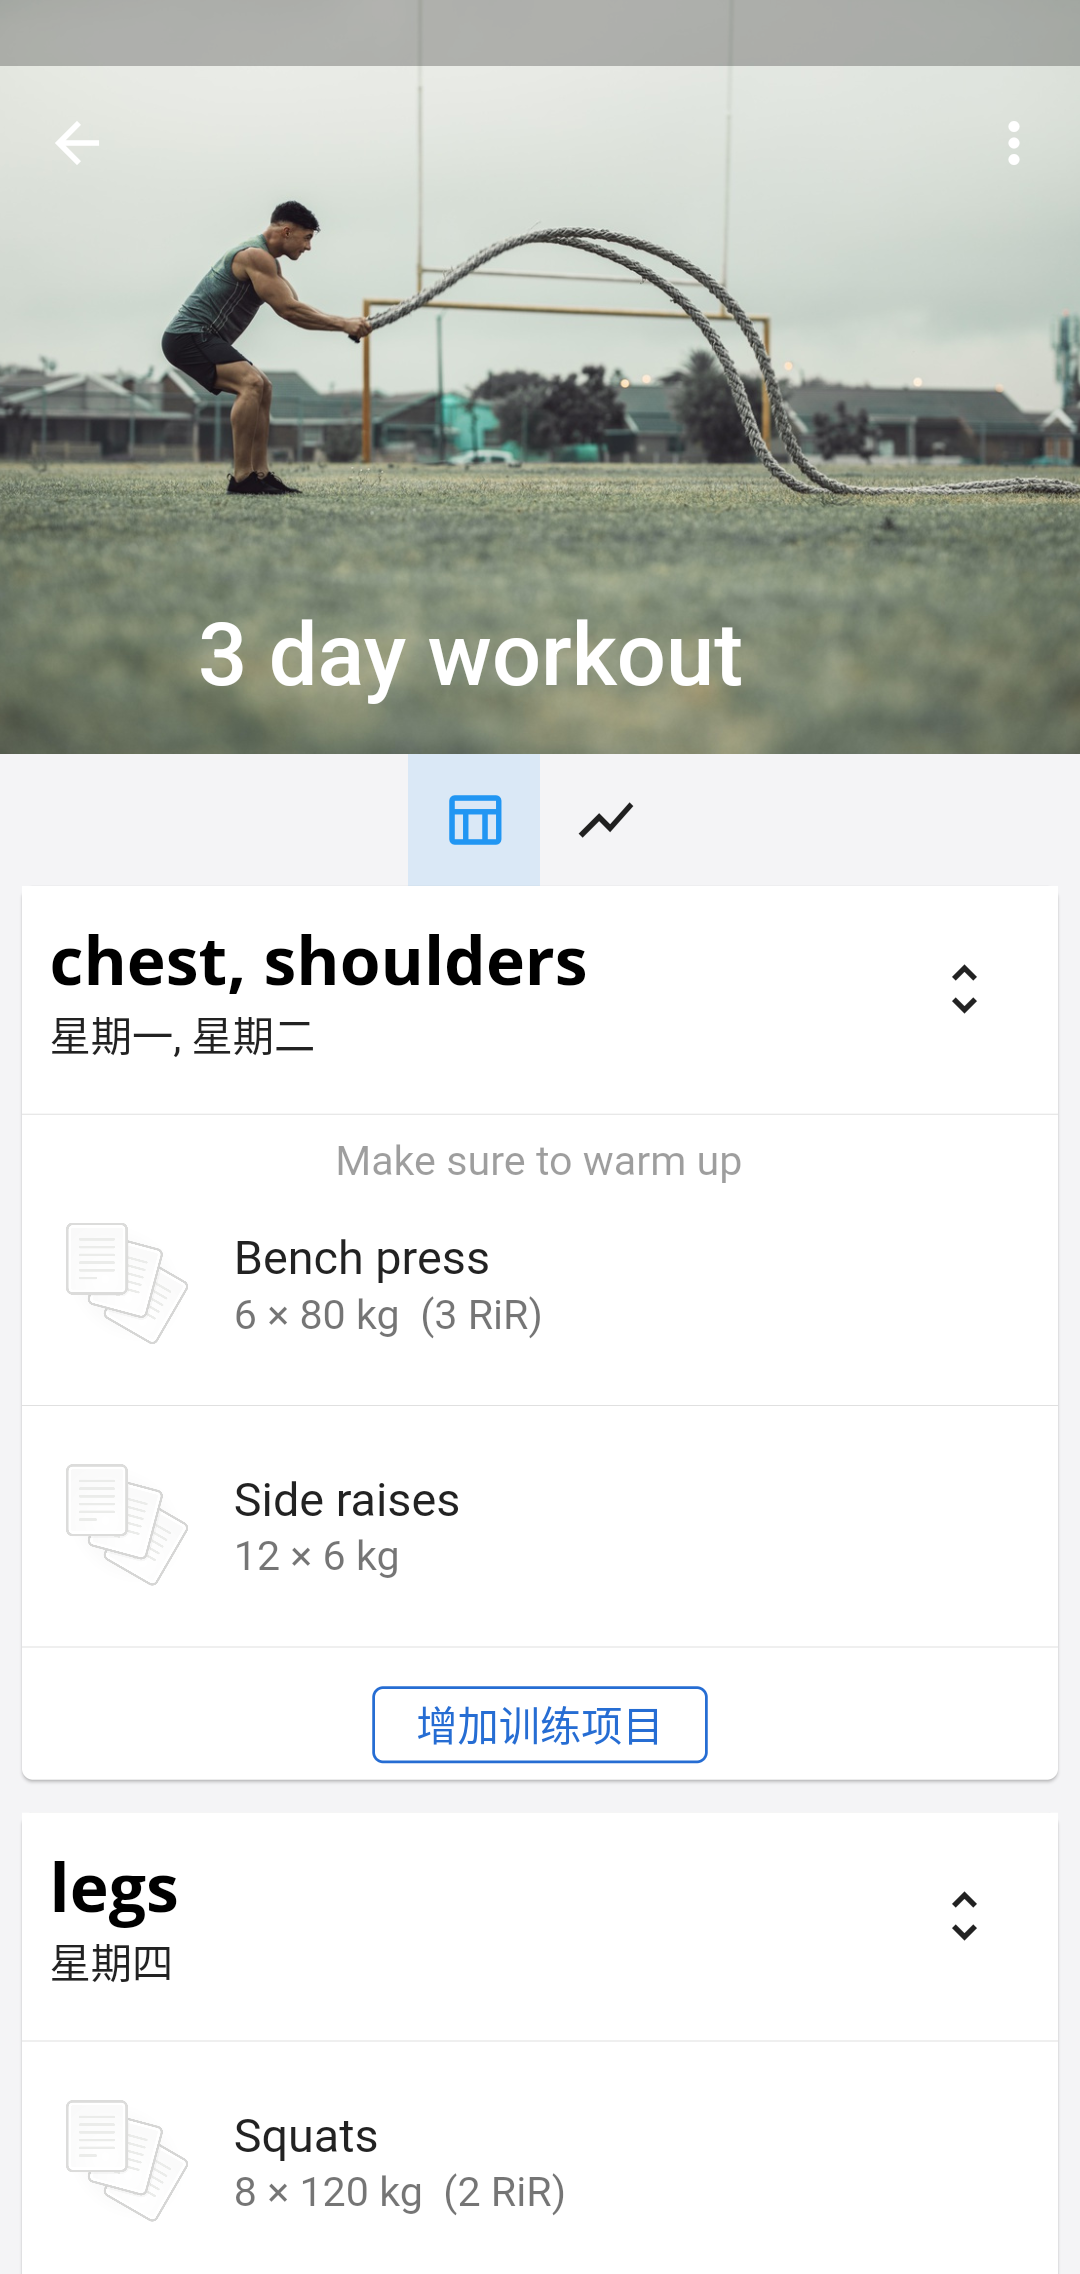 3 day workout
chest, shoulders
星期一, 星期二
Make sure to warm up
Bench press
6 × 80 kg (3 RiR)
Side raises
12 × 6 kg
增加训练项目
legs
星期四
Squats
8 × 120 kg (2 RiR)